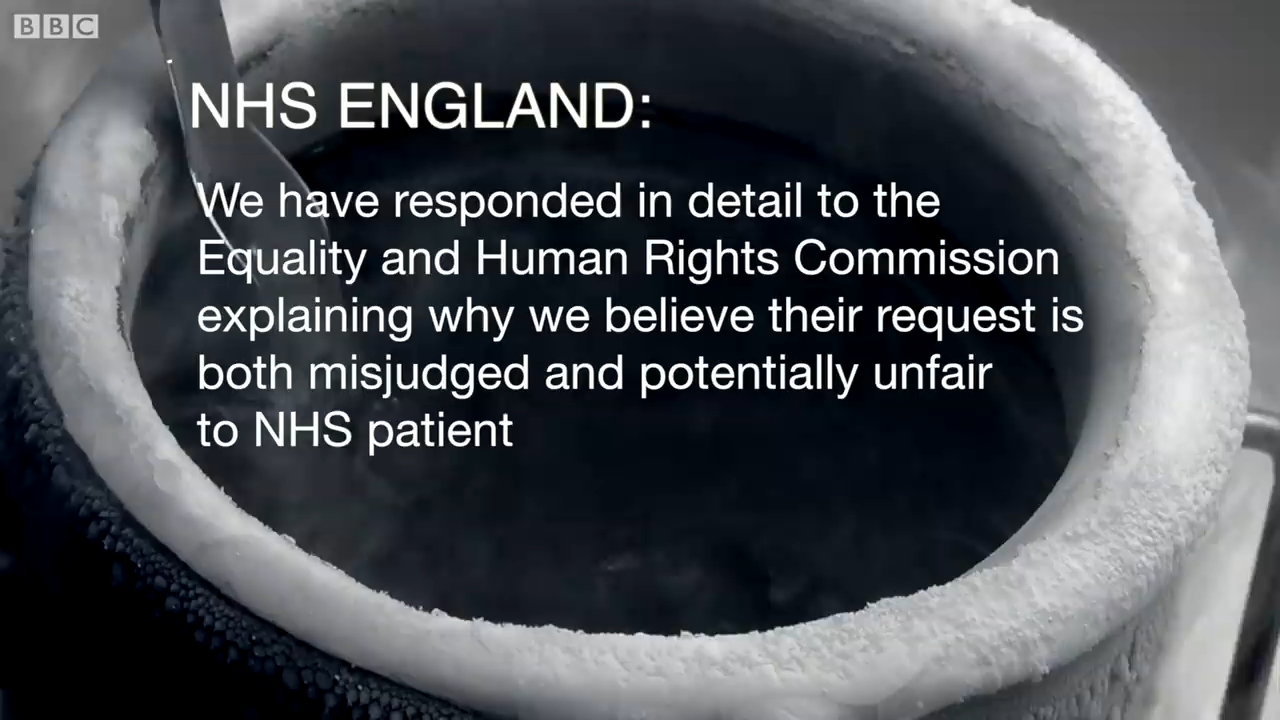 BBC
NHS ENGLAND:
We have responded in detail to the
Equality and Human Rights Commission
explaining why we believe their request is
both misjudged and potentially unfair
to NHS patient